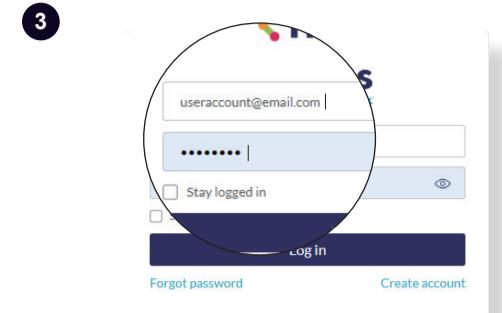 3
useraccount@email.com
••••••••
Stay logged in
Log in
Forgot password Create account